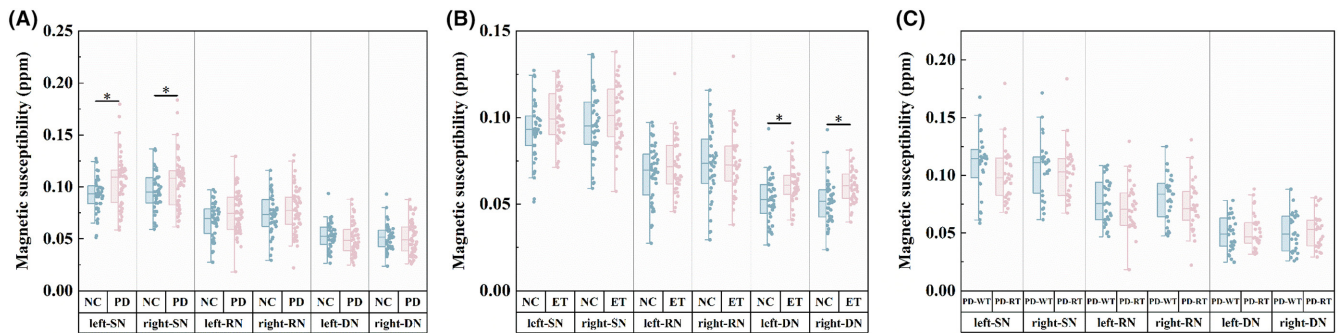 (A)
Magnetic susceptibility (ppm)
0.25
0.20
0.15
0.10
0.05
0.00
* *
NC PD NC PD NC PD NC PD NC PD NC PD
left-SN right-SN left-RN right-RN left-DN right-DN
(B)
Magnetic susceptibility (ppm)
0.15
0.10
0.05
0.00
* *
NC ET NC ET NC ET NC ET NC ET NC ET
left-SN right-SN left-RN right-RN left-DN right-DN
(C)
Magnetic susceptibility (ppm)
0.20
0.15
0.10
0.05
0.00
PD-WT PD-RT PD-WT PD-RT PD-WT PD-RT PD-WT PD-RT PD-WT PD-RT PD-WT PD-RT
left-SN right-SN left-RN right-RN left-DN right-DN